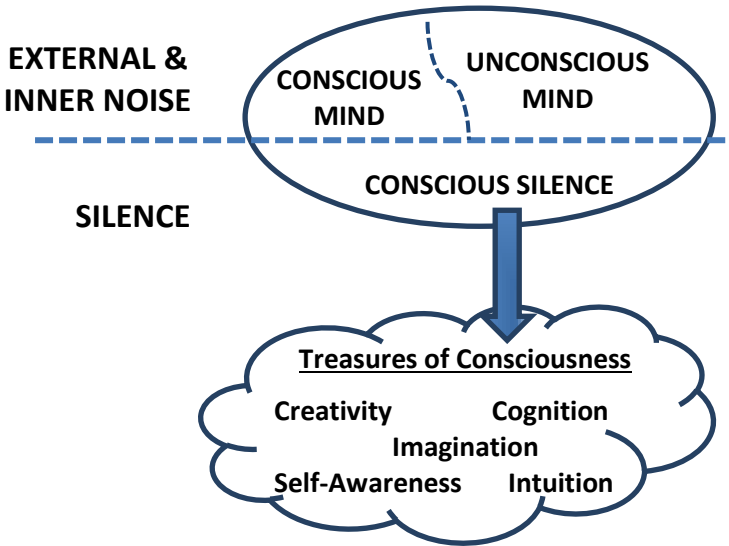 EXTERNAL &
INNER NOISE
CONSCIOUS
MIND
UNCONSCIOUS
MIND
CONSCIOUS SILENCE
SILENCE
Treasures of Consciousness
Creativity Cognition
Imagination
Self-Awareness Intuition